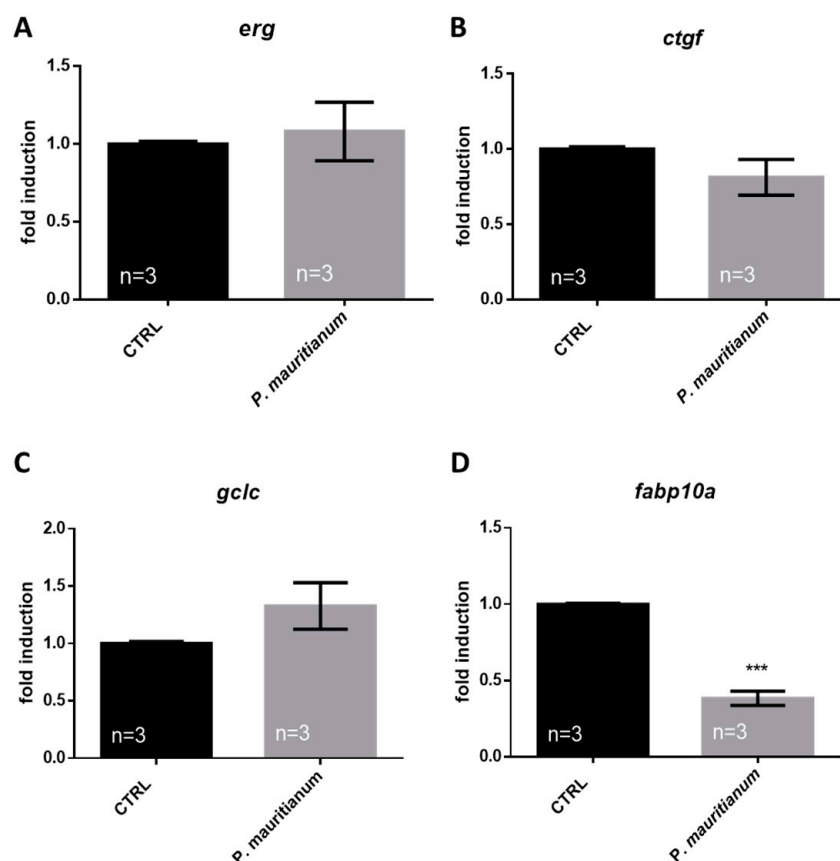 A
erg
fold induction
1.5
1.0
0.5
0.0
n=3
n=3
CTRL
P. mauritianum
B
ctgf
fold induction
1.5
1.0
0.5
0.0
n=3
n=3
CTRL
P. mauritianum
C
gclc
fold induction
2.0
1.5
1.0
0.5
0.0
n=3
n=3
CTRL
P. mauritianum
D
fabp10a
fold induction
1.5
1.0
0.5
0.0
***
n=3
n=3
CTRL
P. mauritianum